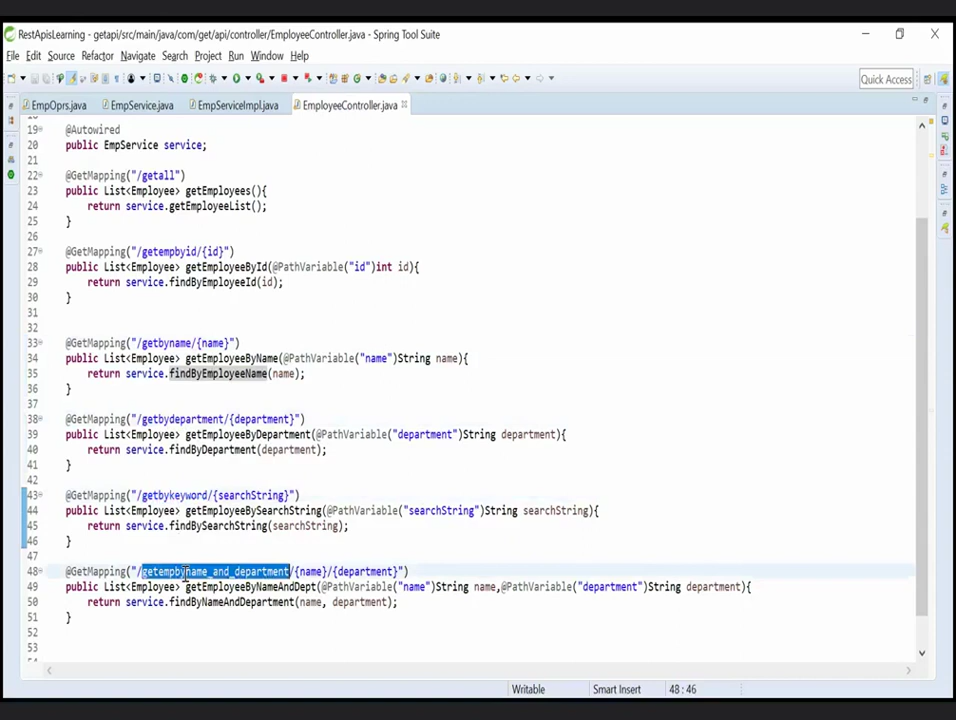 RestApisLearning - getapi/src/main/java/com/get/api/controller/EmployeeController.java - Spring Tool Suite
File Edit Source Refactor Navigate Search Project Run Window Help
Quick Access
EmpOprs.java EmpService.java EmpServiceImpl.java EmployeeController.java
19 @Autowired
20 public EmpService service;
21
22 @GetMapping("/getall")
23 public List<Employee> getEmployees(){
24 return service.getEmployeeList();
25 }
26
27 @GetMapping("/getempbyid/{id}")
28 public List<Employee> getEmployeeById(@PathVariable("id")int id){
29 return service.findByEmployeeId(id);
30 }
31
32
33 @GetMapping("/getbyname/{name}")
34 public List<Employee> getEmployeeByName(@PathVariable("name")String name){
35 return service.findByEmployeeName(name);
36 }
37
38 @GetMapping("/getbydepartment/{department}")
39 public List<Employee> getEmployeeByDepartment(@PathVariable("department")String department){
40 return service.findByDepartment(department);
41 }
42
43 @GetMapping("/getbykeyword/{searchString}")
44 public List<Employee> getEmployeeBySearchString(@PathVariable("searchString")String searchString){
45 return service.findBySearchString(searchString);
46 }
47
48 @GetMapping("/getempbyname_and_department/{name}/{department}")
49 public List<Employee> getEmployeeByNameAndDept(@PathVariable("name")String name,@PathVariable("department")String department){
50 return service.findByNameAndDepartment(name, department);
51 }
52
53
Writable Smart Insert 48 : 46